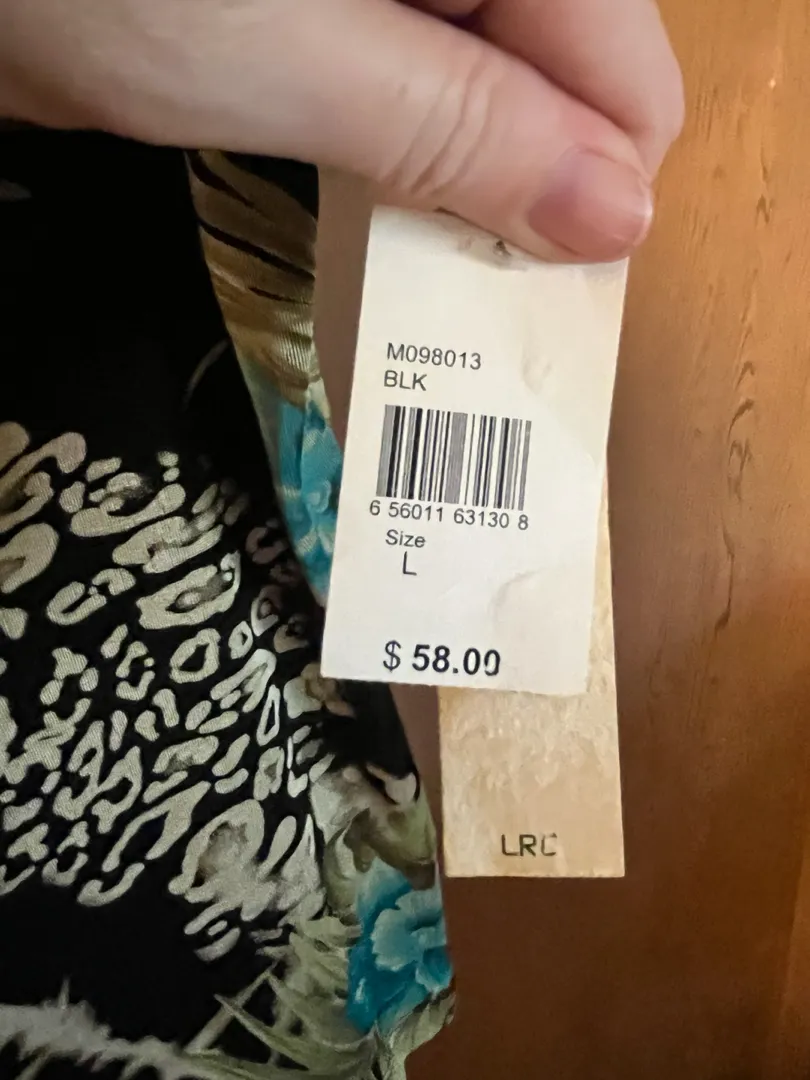 M098013
BLK
6 56011 63130 8
Size
L
$ 58.00
LRC